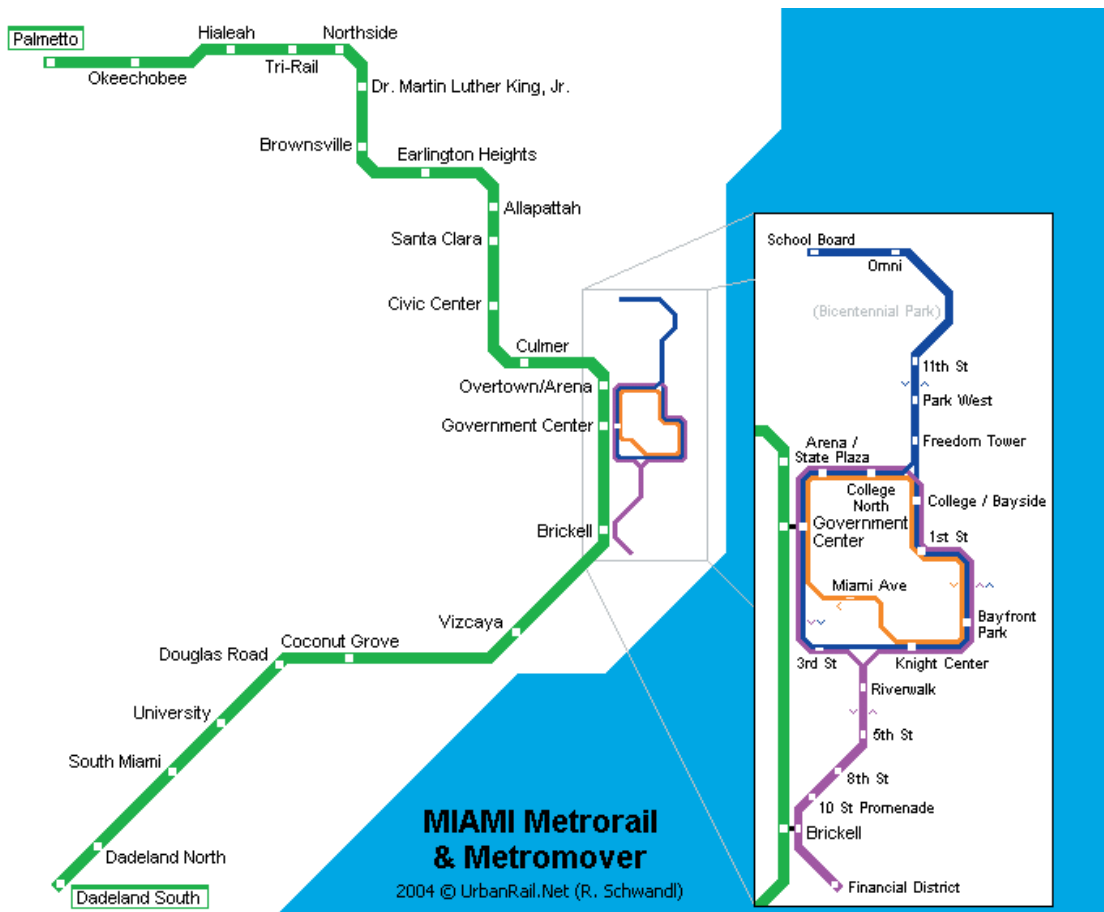 Palmetto
Okeechobee
Hialeah
Tri-Rail
Northside
Dr. Martin Luther King, Jr.
Brownsville
Earlington Heights
Allapattah
Santa Clara
Civic Center
Culmer
Overtown/Arena
Government Center
Brickell
Vizcaya
Coconut Grove
Douglas Road
University
South Miami
Dadeland North
Dadeland South
MIAMI Metrorail
& Metromover
2004 © UrbanRail.Net (R. Schwandl)
School Board
Omni
(Bicentennial Park)
11th St
Park West
Freedom Tower
Arena /
State Plaza
College
North
College / Bayside
Government
Center
1st St
Miami Ave
Bayfront
Park
3rd St
Knight Center
Riverwalk
5th St
8th St
10 St Promenade
Brickell
Financial District